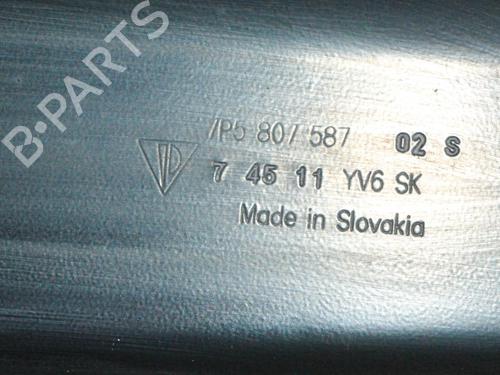 B·PARTS
7P5 807 587 02 S
7 45 11 YV6 SK
Made in Slovakia